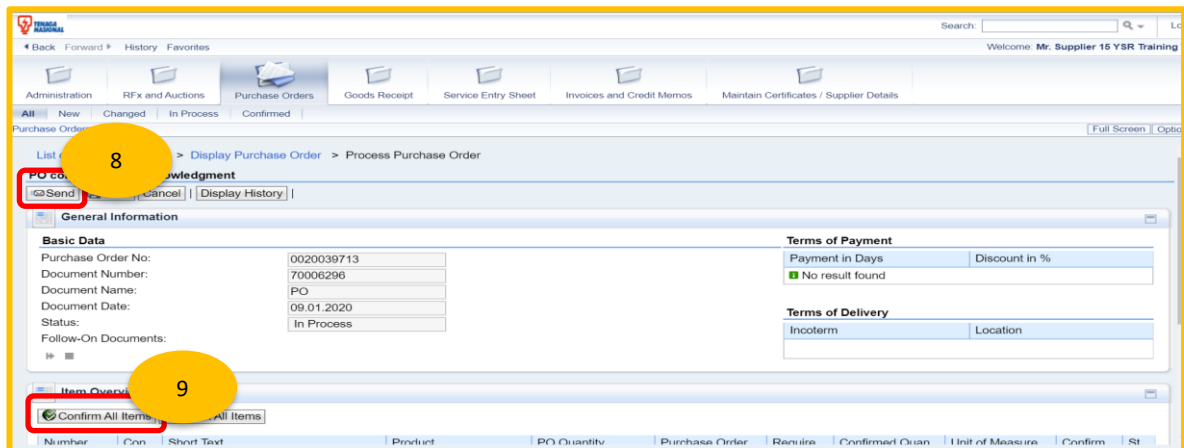 TENAGA
NASIONAL
Search:
Back Forward History Favorites
Welcome: Mr. Supplier 15 YSR Training
Administration RFx and Auctions Purchase Orders Goods Receipt Service Entry Sheet Invoices and Credit Memos Maintain Certificates / Supplier Details
All New Changed In Process Confirmed
Purchase Order
Full Screen Optio
List > Display Purchase Order > Process Purchase Order
8
PO co wledgment
Send Cancel | Display History |
General Information
Basic Data
Terms of Payment
Purchase Order No: 0020039713
Payment in Days Discount in %
Document Number: 70006296
No result found
Document Name: PO
Document Date: 09.01.2020
Terms of Delivery
Status: In Process
Incoterm Location
Follow-On Documents:
Item Overvi
9
Confirm All Items All Items
Number Con Short Text Product PO Quantity Purchase Order Require Confirmed Quan Unit of Measure Confirm St